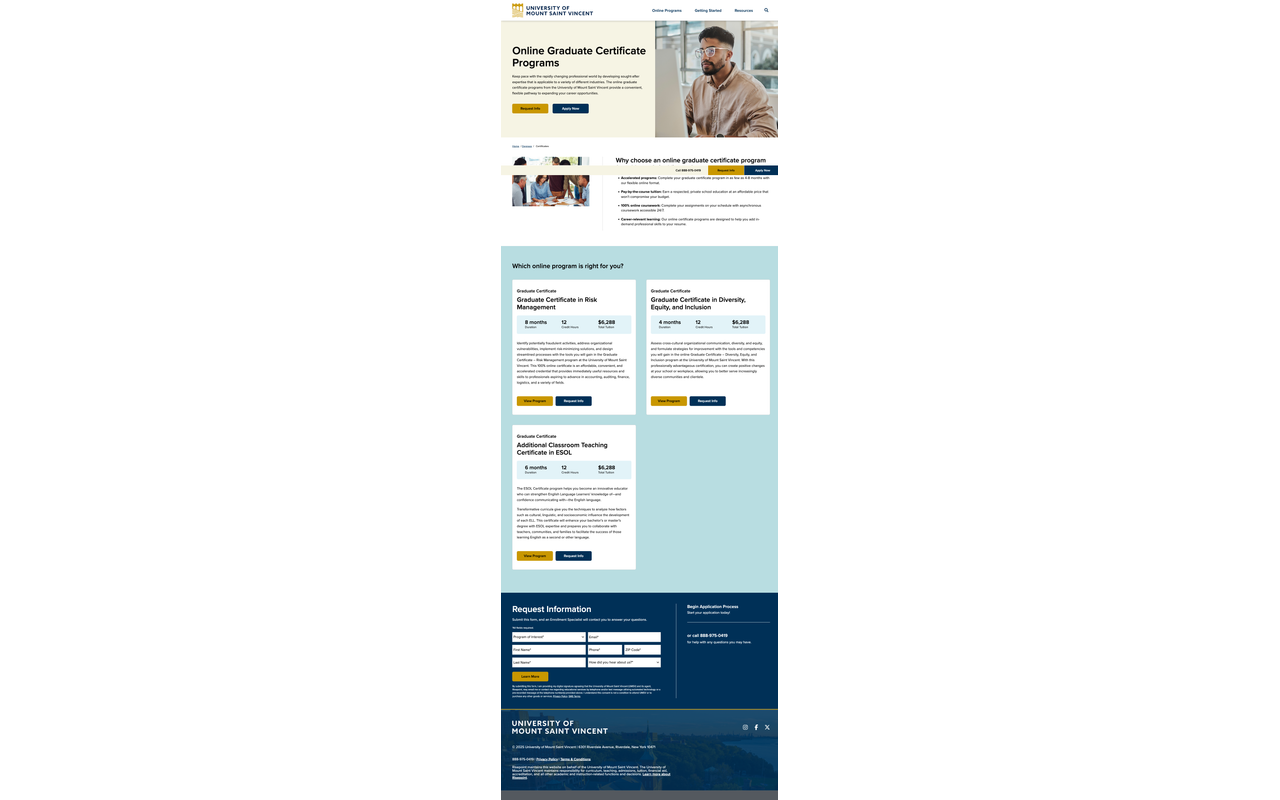 UNIVERSITY OF
MOUNT SAINT VINCENT
Online Programs
Getting Started
Resources
Online Graduate Certificate
Programs
Keep pace with the rapidly changing professional world by developing sought-after
expertise that is applicable to a variety of different industries. The online graduate
certificate programs from the University of Mount Saint Vincent provide a convenient,
flexible pathway to expanding your career opportunities.
Request Info
Apply Now
Home / Degrees / Certificates
Why choose an online graduate certificate program
Call 888-975-0419
Request Info
Apply Now
• Accelerated programs: Complete your graduate certificate program in as few as 4-8 months with
our flexible online format.
• Pay-by-the-course tuition: Earn a respected, private school education at an affordable price that
won't compromise your budget.
• 100% online coursework: Complete your assignments on your schedule with asynchronous
coursework accessible 24/7.
• Career-relevant learning: Our online certificate programs are designed to help you add in-
demand professional skills to your resume.
Which online program is right for you?
Graduate Certificate
Graduate Certificate in Risk
Management
8 months
Duration
12
Credit Hours
$6,288
Total Tuition
Identify potentially fraudulent activities, address organizational
vulnerabilities, implement risk-minimizing solutions, and design
streamlined processes with the tools you will gain in the Graduate
Certificate – Risk Management program at the University of Mount Saint
Vincent. This 100% online certificate is an affordable, convenient, and
accelerated credential that provides immediately useful resources and
skills to professionals aspiring to advance in accounting, auditing, finance,
logistics, and a variety of fields.
View Program
Request Info
Graduate Certificate
Graduate Certificate in Diversity,
Equity, and Inclusion
4 months
Duration
12
Credit Hours
$6,288
Total Tuition
Assess cross-cultural organizational communication, diversity, and equity,
and formulate strategies for improvement with the tools and competencies
you will gain in the online Graduate Certificate – Diversity, Equity, and
Inclusion program at the University of Mount Saint Vincent. With this
professionally advantageous certification, you can create positive changes
at your school or workplace, allowing you to better serve increasingly
diverse communities and clientele.
View Program
Request Info
Graduate Certificate
Additional Classroom Teaching
Certificate in ESOL
6 months
Duration
12
Credit Hours
$6,288
Total Tuition
The ESOL Certificate program helps you become an innovative educator
who can strengthen English Language Learners' knowledge of—and
confidence communicating with—the English language.
Transformative curricula give you the techniques to analyze how factors
such as cultural, linguistic, and socioeconomic influence the development
of each ELL. This certificate will enhance your bachelor's or master's
degree with ESOL expertise and prepares you to collaborate with
teachers, communities, and families to facilitate the success of those
learning English as a second or other language.
View Program
Request Info
Request Information
Submit this form, and an Enrollment Specialist will contact you to answer your questions.
*All fields required.
Program of Interest*
Email*
First Name*
Phone*
ZIP Code*
Last Name*
How did you hear about us?*
Learn More
Begin Application Process
Start your application today!
or call 888-975-0419
for help with any questions you may have.
UNIVERSITY OF
MOUNT SAINT VINCENT
© 2025 University of Mount Saint Vincent | 6301 Riverdale Avenue, Riverdale, New York 10471
888-975-0419 | Privacy Policy | Terms & Conditions
Risepoint maintains this website on behalf of the University of Mount Saint Vincent. The University of
Mount Saint Vincent maintains responsibility for curriculum, teaching, admissions, tuition, financial aid,
accreditation, and all other academic and instruction-related functions and decisions. Learn more about
Risepoint.